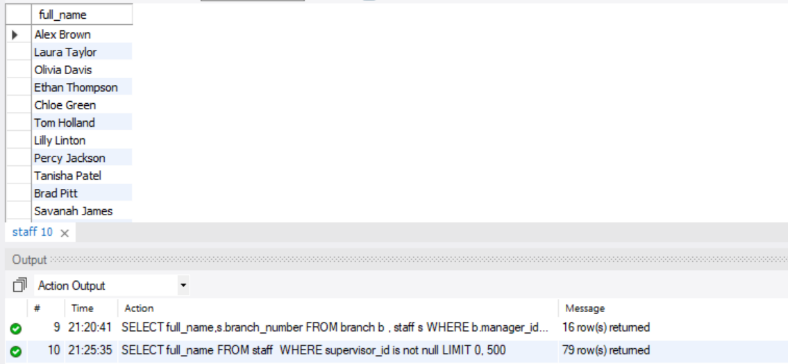 full_name
Alex Brown
Laura Taylor
Olivia Davis
Ethan Thompson
Chloe Green
Tom Holland
Lilly Linton
Percy Jackson
Tanisha Patel
Brad Pitt
Savanah James
staff 10
Output
Action Output
# Time Action Message
9 21:20:41 SELECT full_name,s.branch_number FROM branch b , staff s WHERE b.manager_id... 16 row(s) returned
10 21:25:35 SELECT full_name FROM staff WHERE supervisor_id is not null LIMIT 0, 500 79 row(s) returned